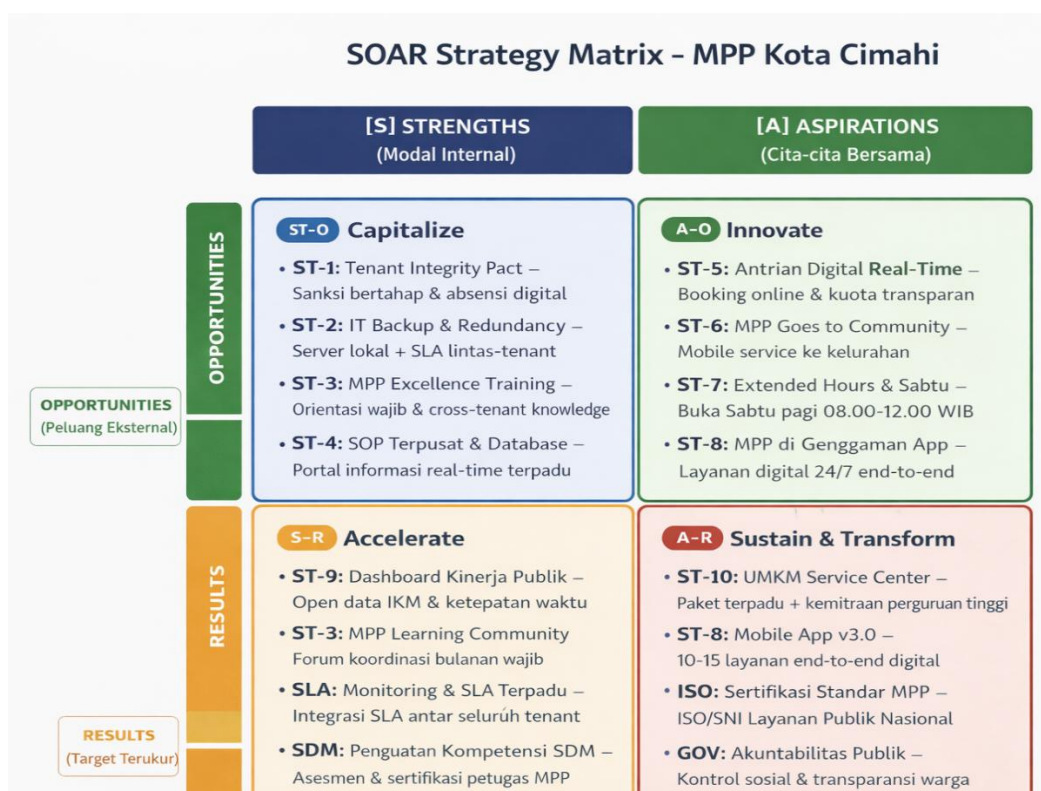 SOAR Strategy Matrix – MPP Kota Cimahi
[S] STRENGTHS
(Modal Internal)
[A] ASPIRATIONS
(Cita-cita Bersama)
OPPORTUNITIES
OPPORTUNITIES
(Peluang Eksternal)
ST-O Capitalize
• ST-1: Tenant Integrity Pact –
Sanksi bertahap & absensi digital
• ST-2: IT Backup & Redundancy –
Server lokal + SLA lintas-tenant
• ST-3: MPP Excellence Training –
Orientasi wajib & cross-tenant knowledge
• ST-4: SOP Terpusat & Database –
Portal informasi real-time terpadu
A-O Innovate
• ST-5: Antrian Digital Real-Time –
Booking online & kuota transparan
• ST-6: MPP Goes to Community –
Mobile service ke kelurahan
• ST-7: Extended Hours & Sabtu –
Buka Sabtu pagi 08.00-12.00 WIB
• ST-8: MPP di Genggaman App –
Layanan digital 24/7 end-to-end
RESULTS
RESULTS
(Target Terukur)
S-R Accelerate
• ST-9: Dashboard Kinerja Publik –
Open data IKM & ketepatan waktu
• ST-3: MPP Learning Community
Forum koordinasi bulanan wajib
• SLA: Monitoring & SLA Terpadu –
Integrasi SLA antar selurúh tenant
• SDM: Penguatan Kompetensi SDM –
Asesmen & sertifikasi petugas MPP
A-R Sustain & Transform
• ST-10: UMKM Service Center –
Paket terpadu + kemitraan perguruan tinggi
• ST-8: Mobile App v3.0 –
10-15 layanan end-to-end digital
• ISO: Sertifikasi Standar MPP –
ISO/SNI Layanan Publik Nasional
• GOV: Akuntabilitas Publik –
Kontrol sosial & transparansi warga